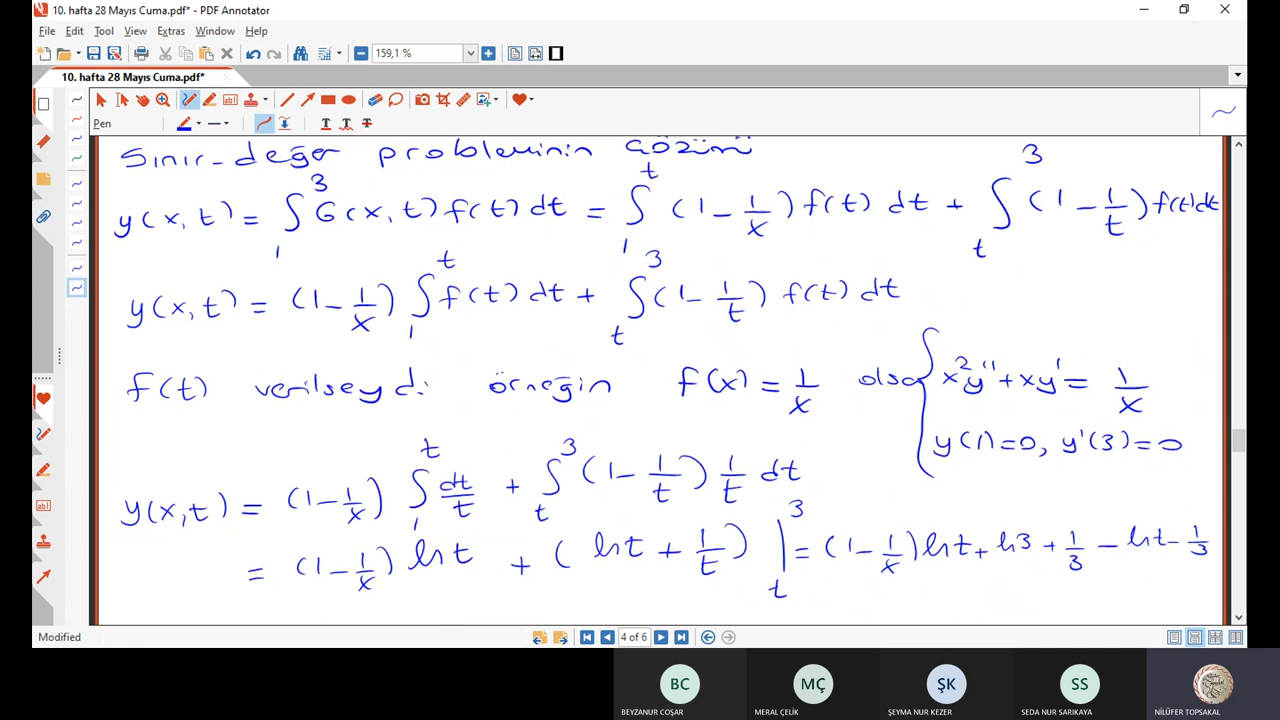 10. hafta 28 Mayıs Cuma.pdf* - PDF Annotator
File Edit Tool View Extras Window Help
159,1 %
10. hafta 28 Mayıs Cuma.pdf*
Pen
Sınır-değer probleminin çözümü
y(x,t) = ∫₁³ G(x,t) f(t) dt = ∫₁ᵗ (1 - 1/x) f(t) dt + ∫ₜ³ (1 - 1/t) f(t) dt
y(x,t) = (1 - 1/x) ∫₁ᵗ f(t) dt + ∫ₜ³ (1 - 1/t) f(t) dt
f(t) verilseydi örneğin f(x) = 1/x olsa { x²y'' + xy' = 1/x
y(1)=0, y'(3)=0
y(x,t) = (1 - 1/x) ∫₁ᵗ dt/t + ∫ₜ³ (1 - 1/t) 1/t dt
= (1 - 1/x) ln t + (ln t + 1/t) |ₜ³ = (1 - 1/x) ln t + ln 3 + 1/3 - ln t - 1/3
Modified
4 of 6
BC MÇ ŞK SS
BEYZANUR COŞAR MERAL ÇELİK ŞEYMA NUR KEZER SEDA NUR SARIKAYA NİLÜFER TOPSAKAL